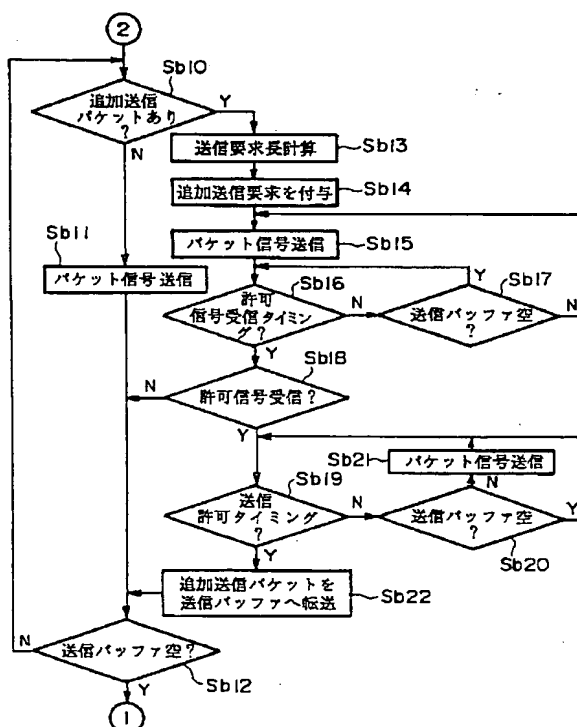 2
Sb10
追加送信
パケットあり
?
Y
N
送信要求長計算
Sb13
追加送信要求を付与
Sb14
Sb11
パケット信号送信
パケット信号送信
Sb15
Sb16
許可
信号受信タイミン
グ?
Y
N
Y
Sb17
送信バッファ空
?
N
Sb18
許可信号受信?
N
Y
Sb21
パケット信号送信
N
Sb19
送信
許可タイミング
?
N
Y
送信バッファ空
?
Y
Sb20
追加送信パケットを
送信バッファへ転送
Sb22
N
送信バッファ空?
Sb12
Y
1